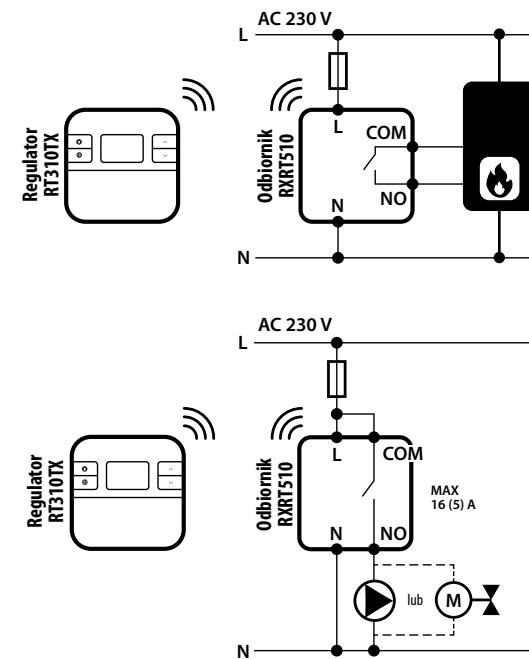 AC 230 V
L
L
COM
Regulator
RT310TX
Odbiornik
RXRT510
N
NO
N
AC 230 V
L
L
COM
Regulator
RT310TX
Odbiornik
RXRT510
MAX
16 (5) A
N
NO
lub
M
N